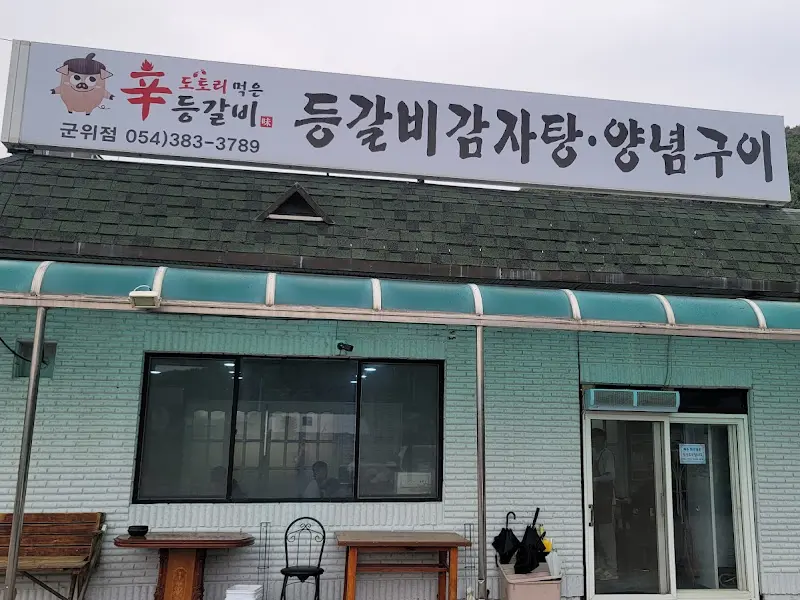 辛 도토리 먹은
등갈비 味
군위점 054)383-3789
등갈비감자탕·양념구이